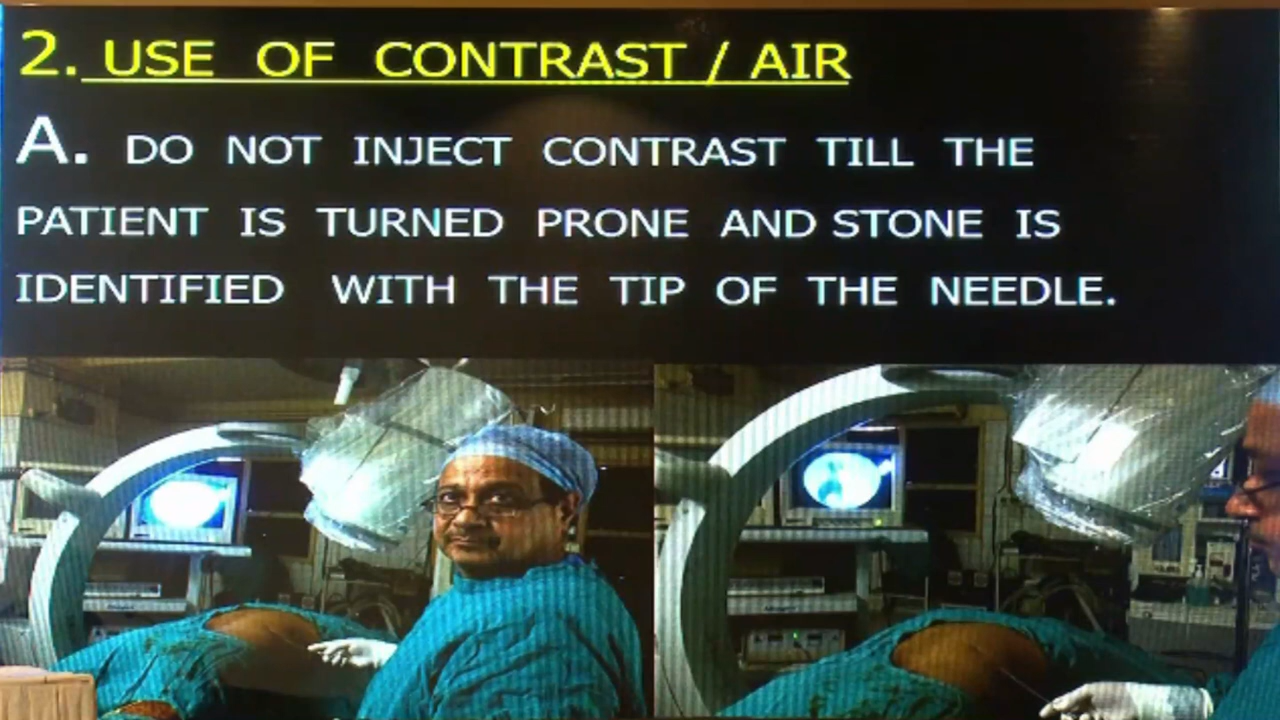 2. USE OF CONTRAST / AIR
A. DO NOT INJECT CONTRAST TILL THE
PATIENT IS TURNED PRONE AND STONE IS
IDENTIFIED WITH THE TIP OF THE NEEDLE.